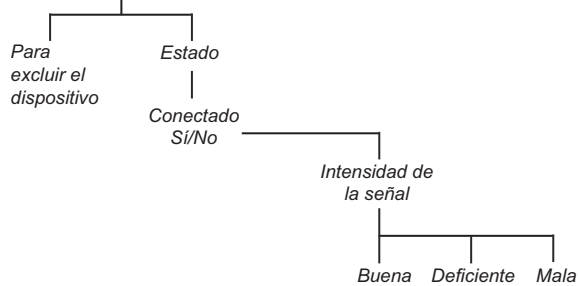 Para
excluir el
dispositivo
Estado
Conectado
Sí/No
Intensidad de
la señal
Buena
Deficiente
Mala